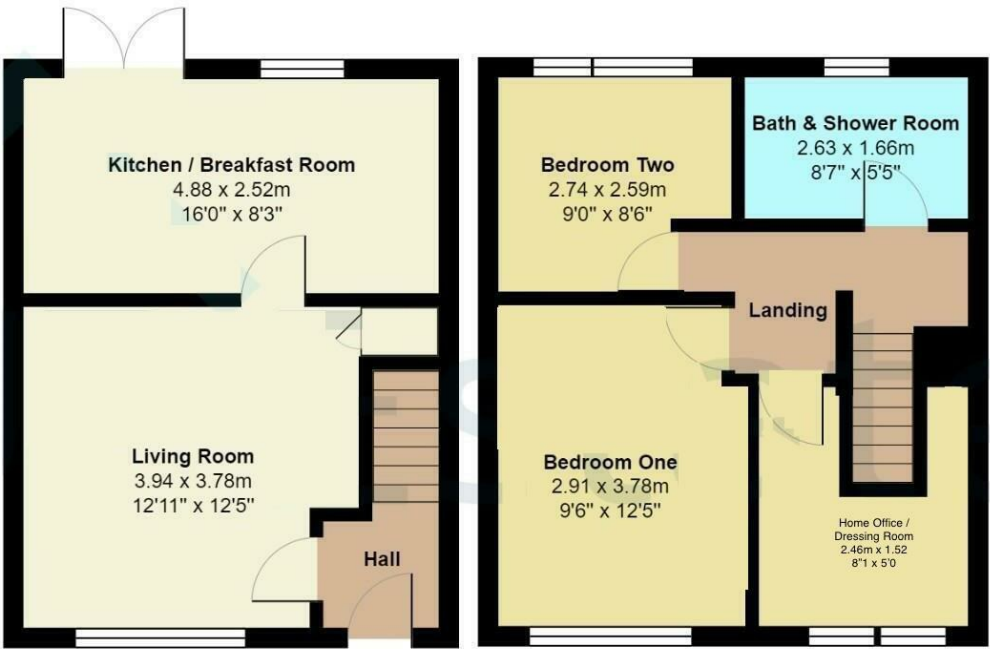 Kitchen / Breakfast Room
4.88 x 2.52m
16'0" x 8'3"
Living Room
3.94 x 3.78m
12'11" x 12'5"
Hall
Bedroom Two
2.74 x 2.59m
9'0" x 8'6"
Bath & Shower Room
2.63 x 1.66m
8'7" x 5'5"
Landing
Bedroom One
2.91 x 3.78m
9'6" x 12'5"
Home Office /
Dressing Room
2.46m x 1.52
8"1 x 5'0